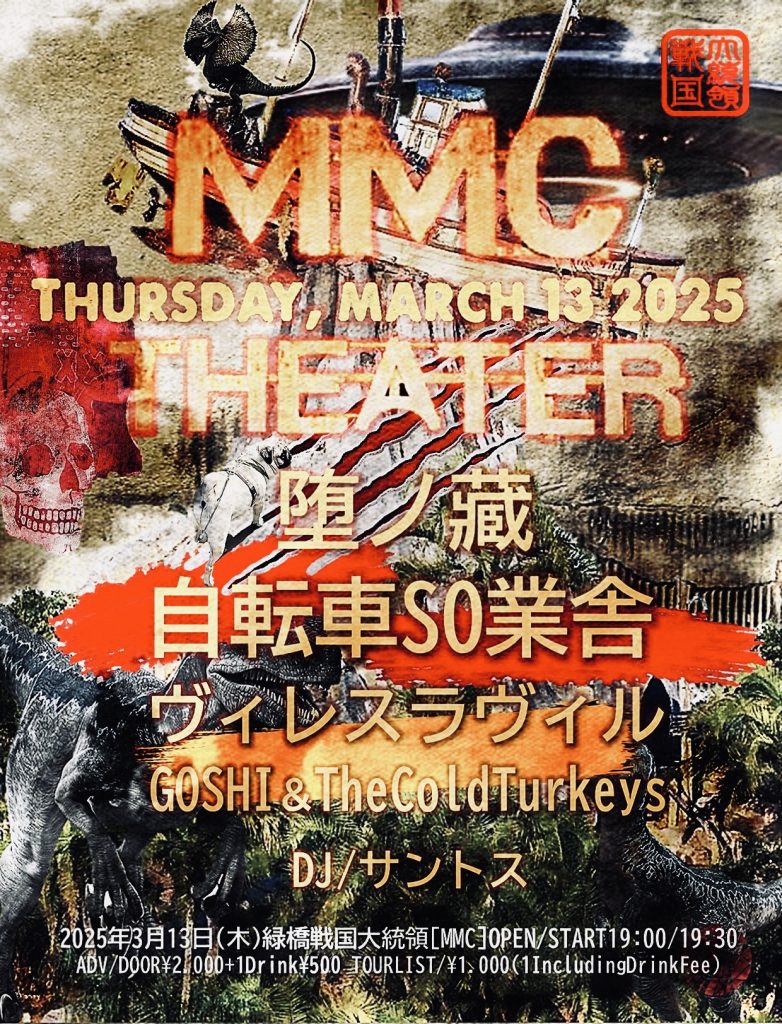 戦国大統領
MMC
THURSDAY, MARCH 13 2025
THEATER
堕ノ藏
自転車SO業舎
ヴィレスラヴィル
GOSHI&TheColdTurkeys
DJ/サントス
2025年3月13日(木)緑橋戦国大統領[MMC]OPEN/START19:00/19:30
ADV/DOOR¥2,000+1Drink¥500 TOURLIST/¥1.000(1IncludingDrinkFee)